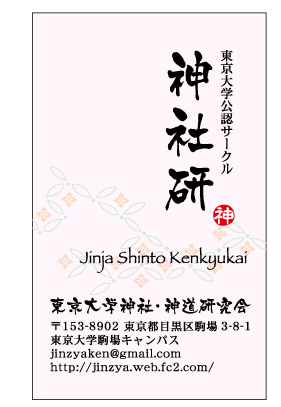 東京大学公認サークル
神社研
神
Jinja Shinto Kenkyukai
東京大学神社・神道研究会
〒153-8902 東京都目黒区駒場 3-8-1
東京大学駒場キャンパス
jinzyaken@gmail.com
http://jinzya.web.fc2.com/